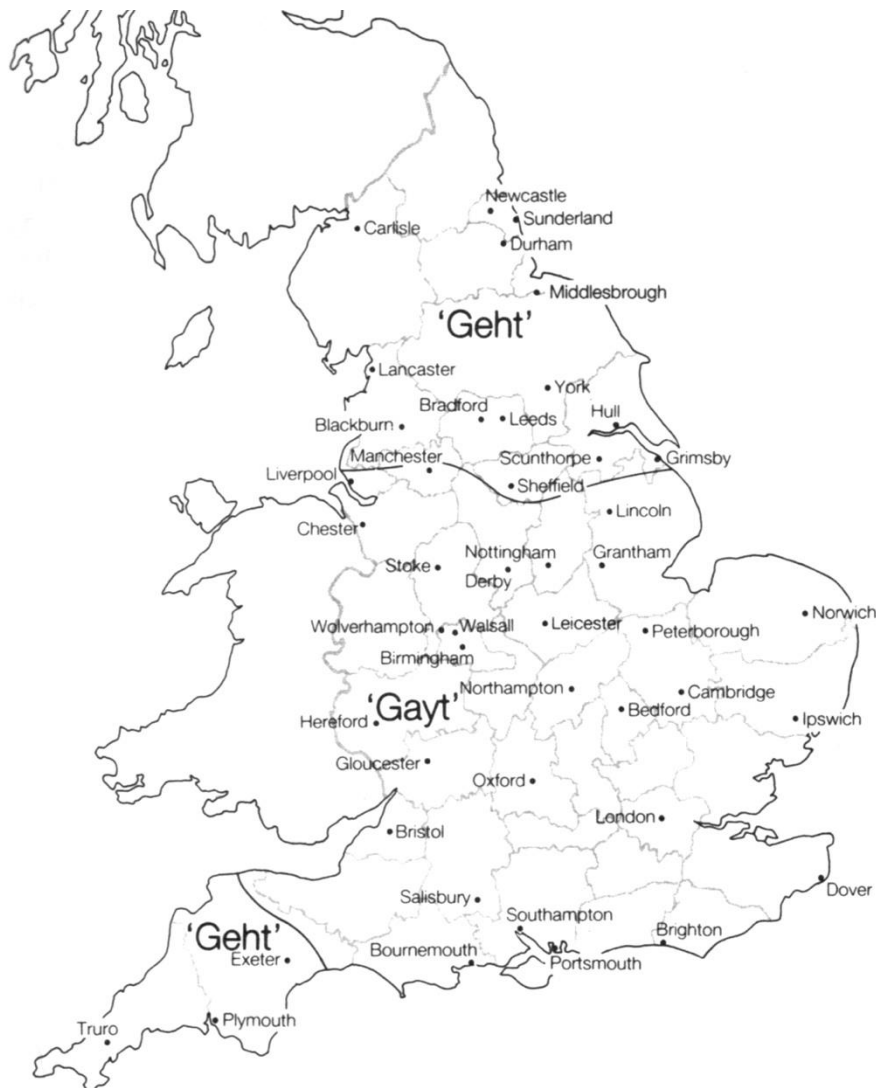 Newcastle
Sunderland
Carlisle
Durham
Middlesbrough
'Geht'
Lancaster
York
Bradford
Leeds
Hull
Blackburn
Manchester
Scunthorpe
Grimsby
Liverpool
Sheffield
Lincoln
Chester
Nottingham
Grantham
Stoke
Derby
Norwich
Wolverhampton
Walsall
Leicester
Peterborough
Birmingham
Northampton
Cambridge
'Gayt'
Bedford
Hereford
Ipswich
Gloucester
Oxford
London
Bristol
Dover
Salisbury
Southampton
'Geht'
Brighton
Bournemouth
Exeter
Portsmouth
Plymouth
Truro